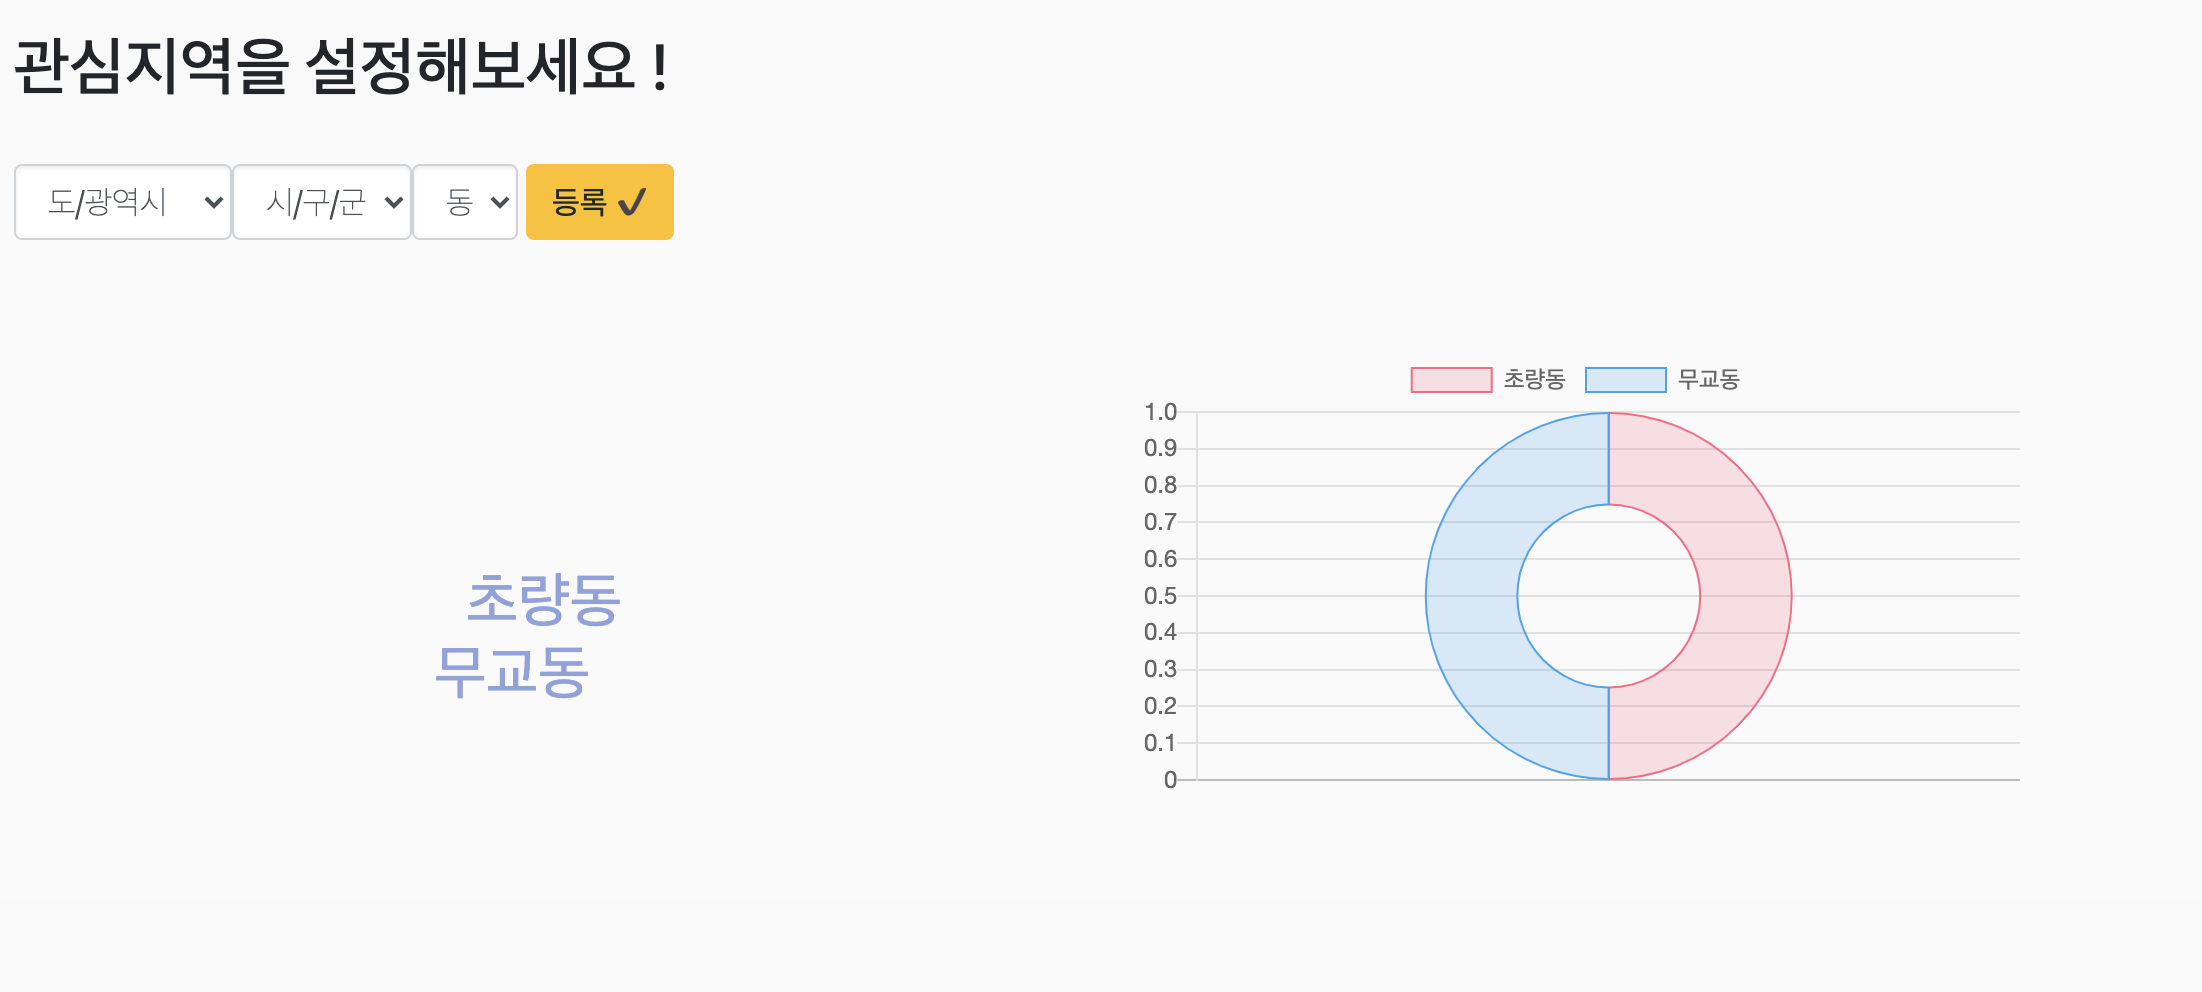 관심지역을 설정해보세요 !
도/광역시 시/구/군 동 등록 ✔
초량동 무교동
1.0
0.9
0.8
0.7
0.6
0.5
0.4
0.3
0.2
0.1
0
초량동
무교동